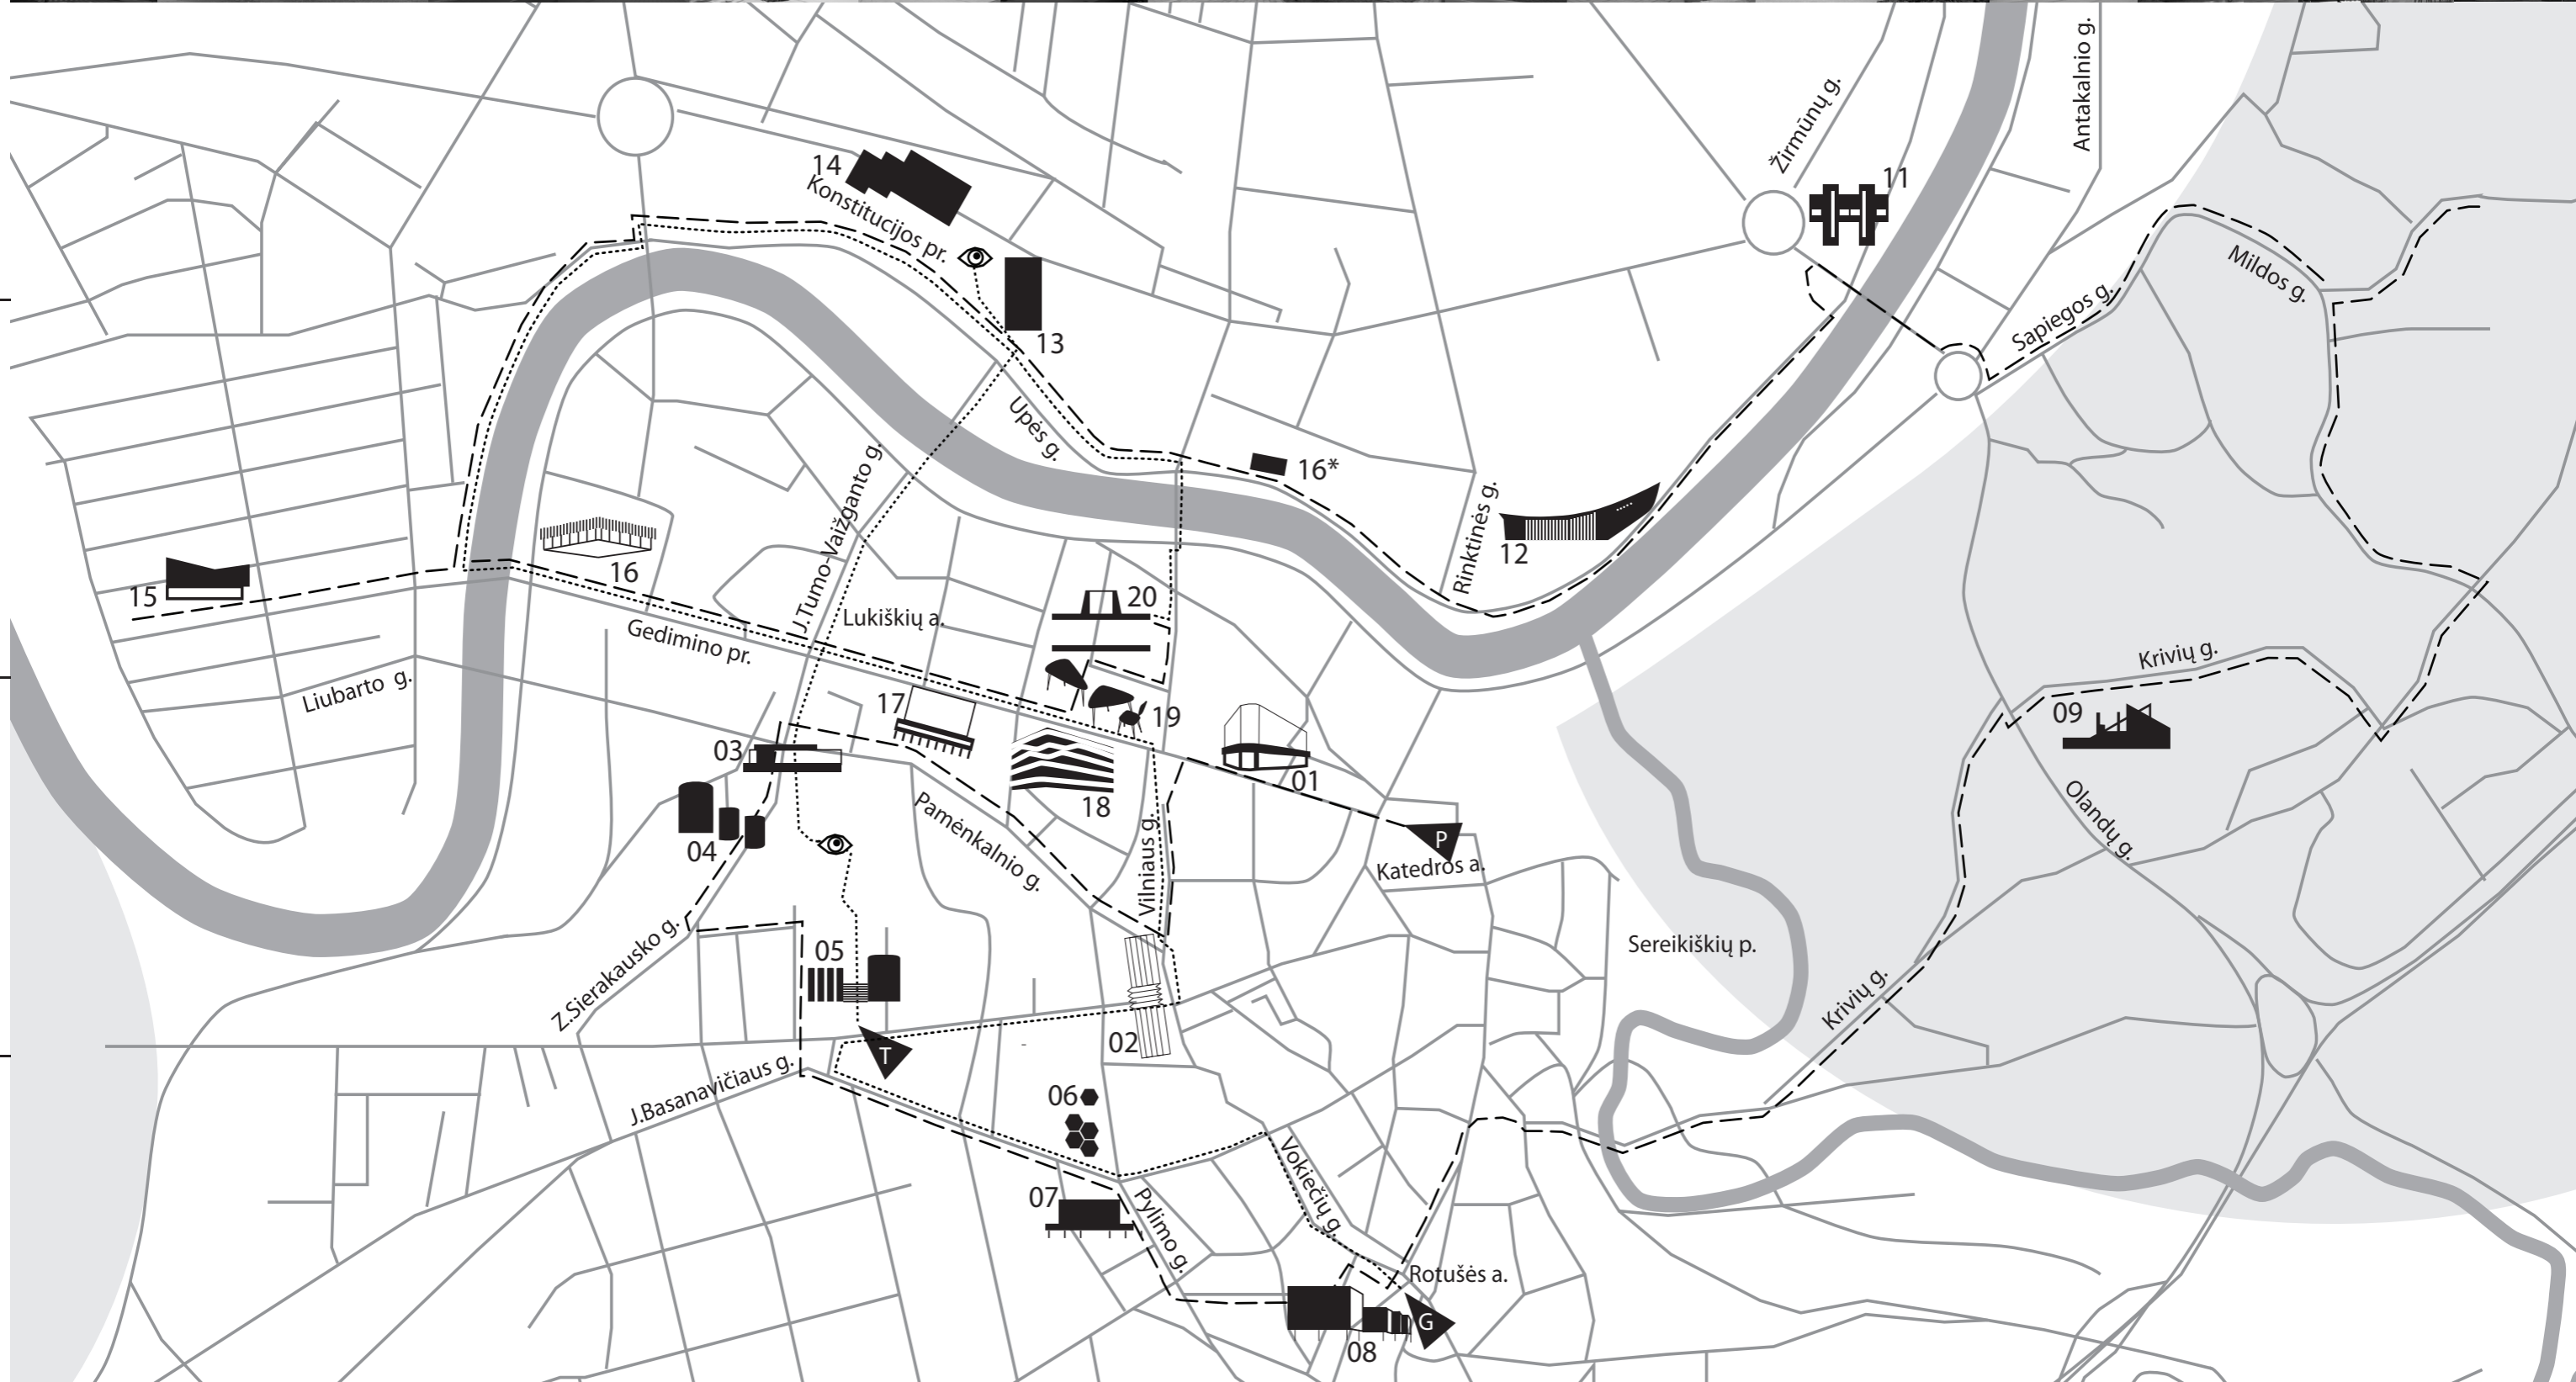 Antakalnio g.
Žirmūnų g.
14
Konstitucijos pr.
11
Mildos g.
13
Sapiegos g.
Upės g.
16*
J.Tumo-Vaižganto g.
Rinktinės g.
12
16
15
20
Lukiškių a.
Gedimino pr.
Krivių g.
Liubarto g.
17
19
09
03
01
18
Olandų g.
Pamėnkalnio g.
Vilniaus g.
P
04
Katedros a.
05
Sereikiškių p.
Z.Sierakausko g.
Krivių g.
02
T
J.Basanavičiaus g.
06
Vokiečių g.
07
Pylimo g.
Rotušės a.
G
08